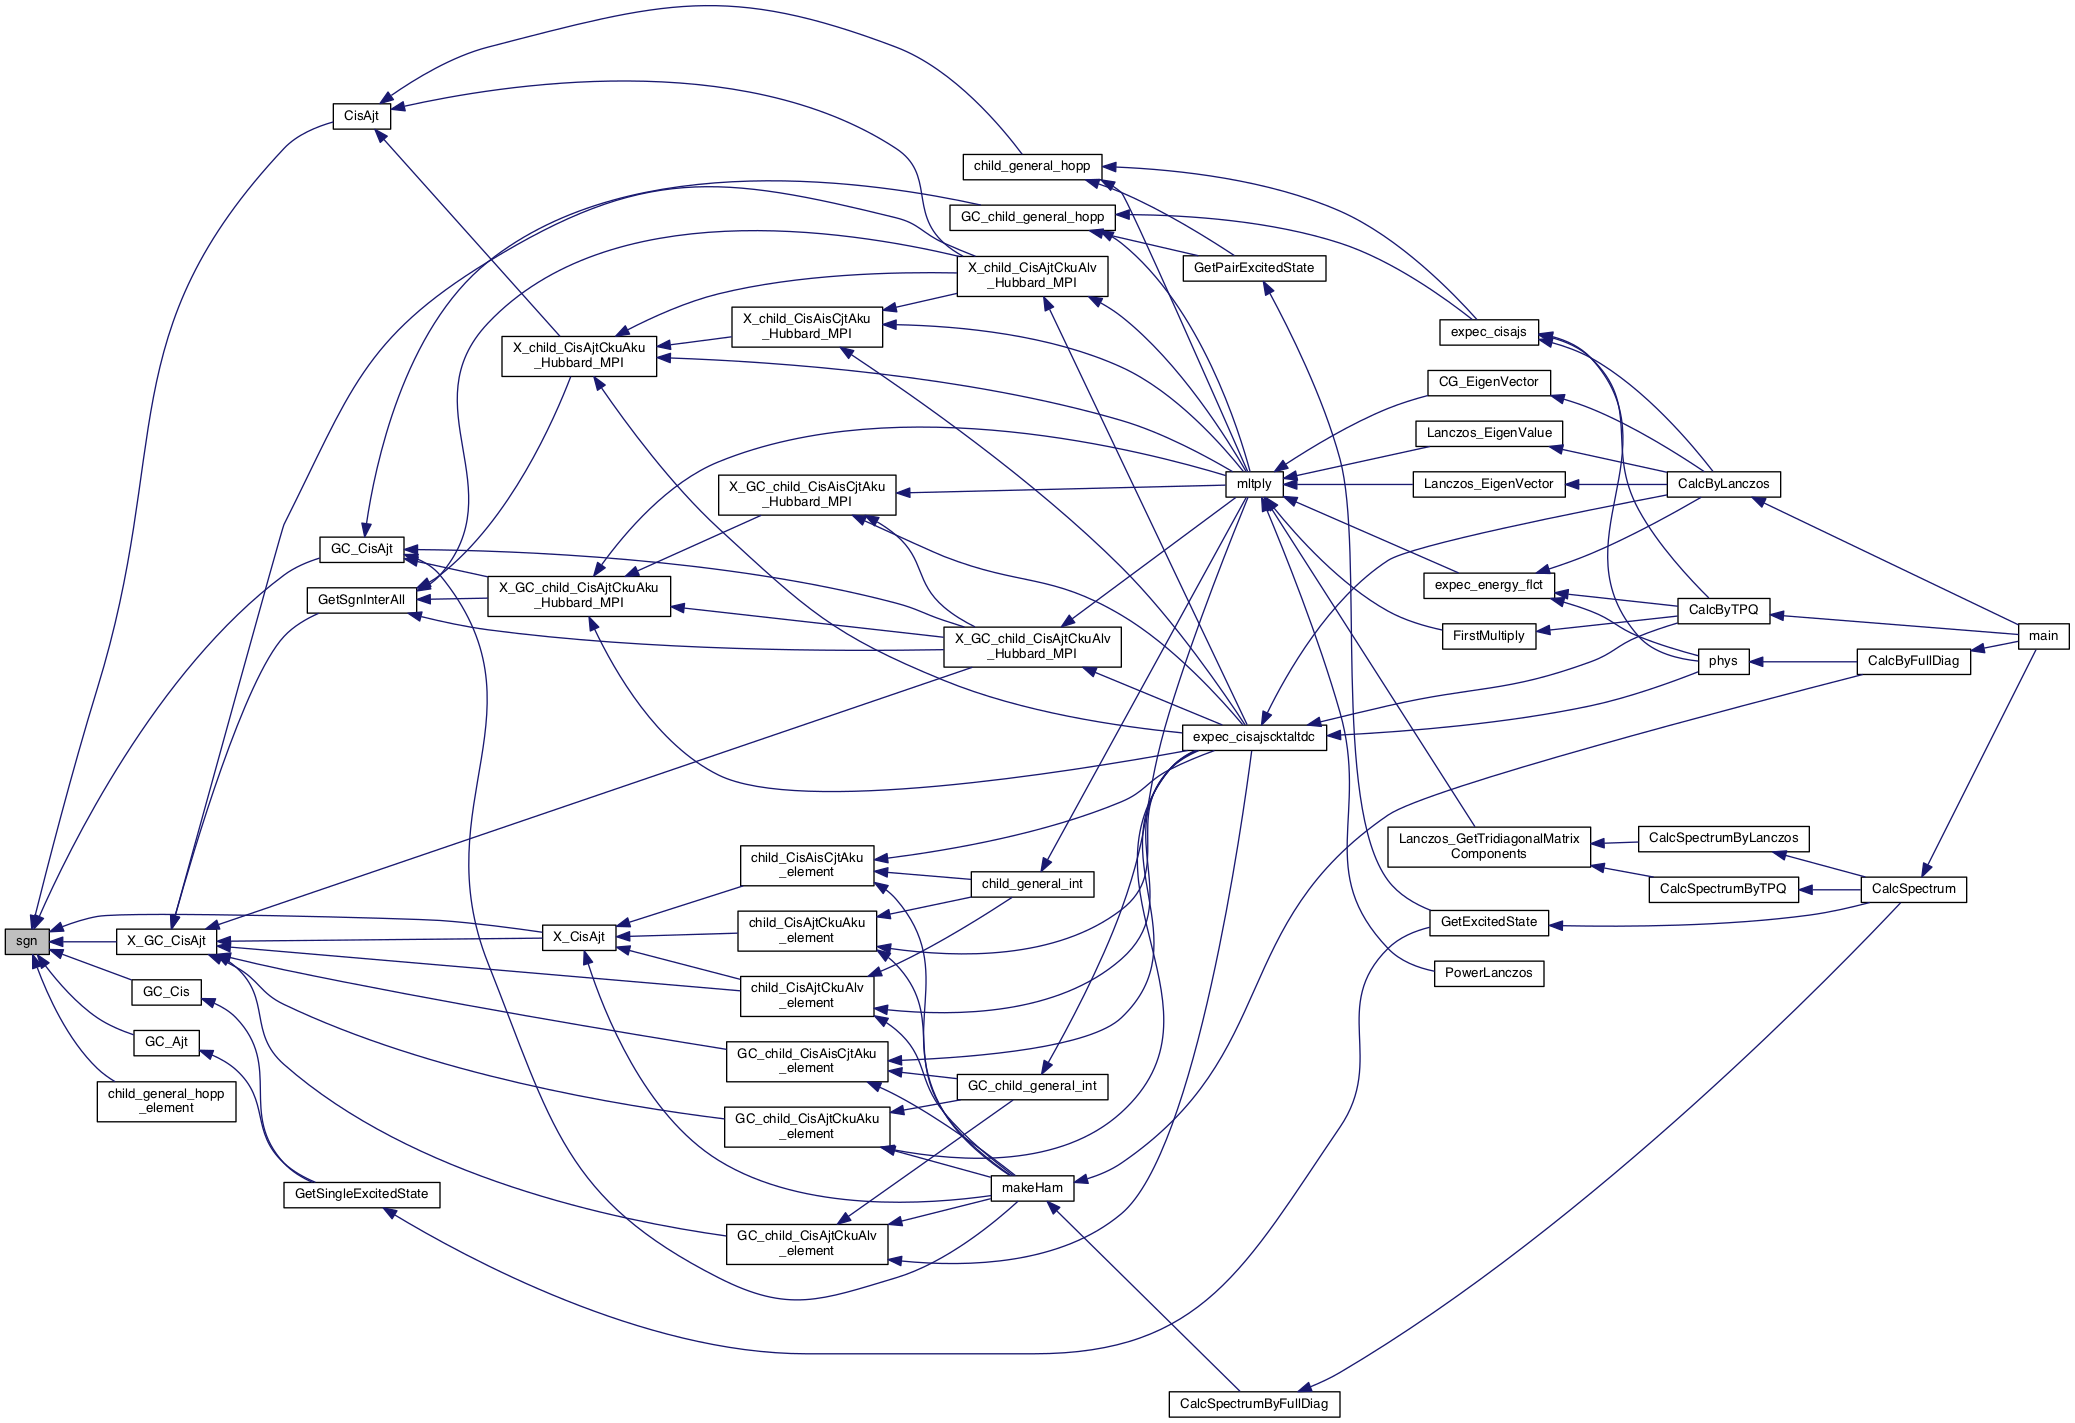 CisAjt
child_general_hopp
GC_child_general_hopp
X_child_CisAjtCkuAlv
_Hubbard_MPI
GetPairExcitedState
X_child_CisAisCjtAku
_Hubbard_MPI
expec_cisajs
X_child_CisAjtCkuAku
_Hubbard_MPI
CG_EigenVector
Lanczos_EigenValue
mltply
Lanczos_EigenVector
CalcByLanczos
X_GC_child_CisAisCjtAku
_Hubbard_MPI
GC_CisAjt
expec_energy_flct
GetSgnInterAll
X_GC_child_CisAjtCkuAku
_Hubbard_MPI
CalcByTPQ
FirstMultiply
main
X_GC_child_CisAjtCkuAlv
_Hubbard_MPI
phys
CalcByFullDiag
expec_cisajscktaltdc
Lanczos_GetTridiagonalMatrix
Components
CalcSpectrumByLanczos
child_CisAisCjtAku
_element
child_general_int
CalcSpectrumByTPQ
CalcSpectrum
GetExcitedState
child_CisAjtCkuAku
_element
sgn
X_GC_CisAjt
X_CisAjt
PowerLanczos
GC_Cis
child_CisAjtCkuAlv
_element
GC_Ajt
GC_child_CisAisCjtAku
_element
GC_child_general_int
child_general_hopp
_element
GC_child_CisAjtCkuAku
_element
GetSingleExcitedState
makeHam
GC_child_CisAjtCkuAlv
_element
CalcSpectrumByFullDiag